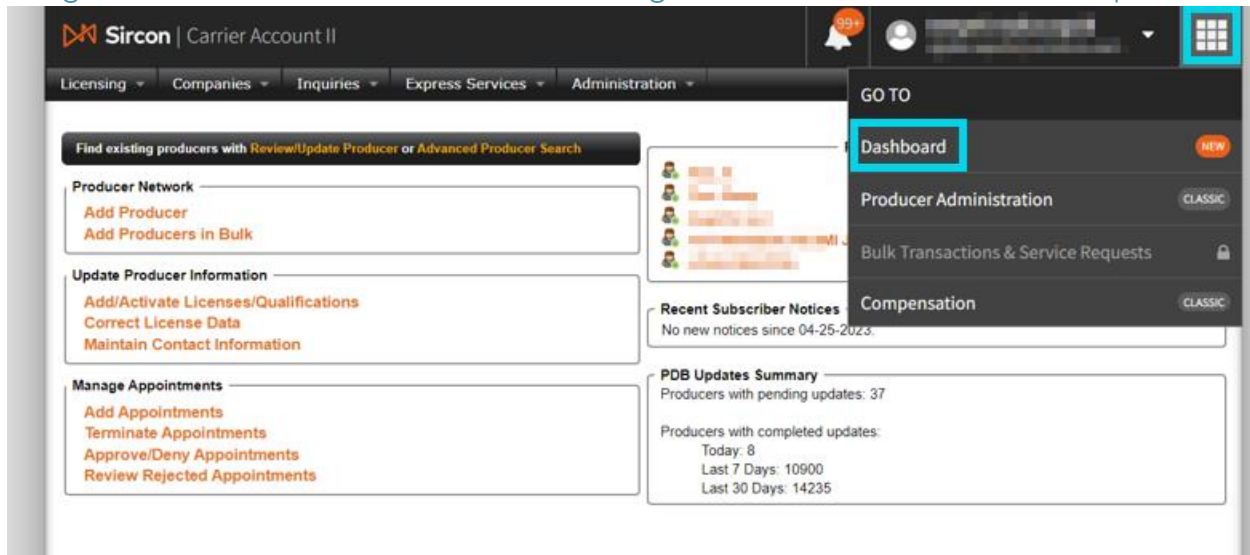 Sircon | Carrier Account II
99+
Licensing Companies Inquiries Express Services Administration
GO TO
Find existing producers with Review/Update Producer or Advanced Producer Search
Dashboard NEW
Producer Network
Add Producer
Add Producers in Bulk
Producer Administration CLASSIC
Bulk Transactions & Service Requests
Update Producer Information
Add/Activate Licenses/Qualifications
Correct License Data
Maintain Contact Information
Compensation CLASSIC
Recent Subscriber Notices
No new notices since 04-25-2023.
Manage Appointments
Add Appointments
Terminate Appointments
Approve/Deny Appointments
Review Rejected Appointments
PDB Updates Summary
Producers with pending updates: 37
Producers with completed updates:
Today: 8
Last 7 Days: 10900
Last 30 Days: 14235